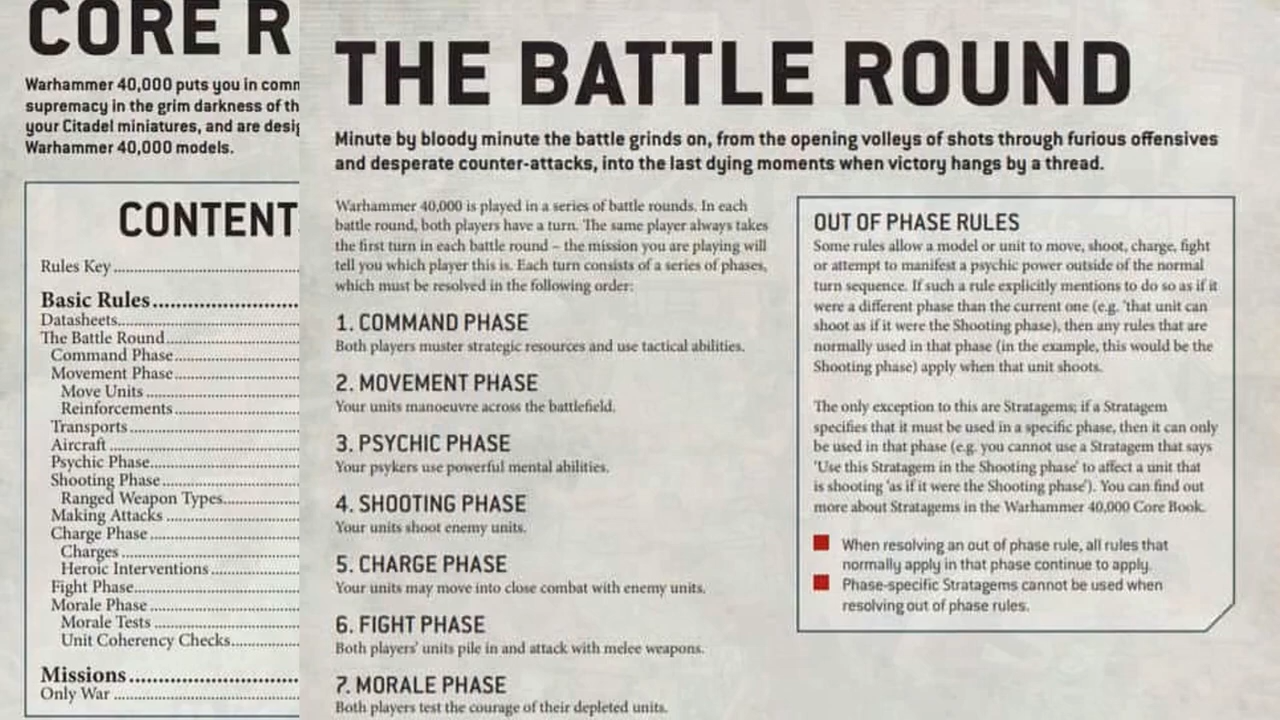 CORE R
Warhammer 40,000 puts you in comm
supremacy in the grim darkness of th
your Citadel miniatures, and are desig
Warhammer 40,000 models.
CONTENT
Rules Key
Basic Rules
Datasheets
The Battle Round
Command Phase
Movement Phase
Move Units
Reinforcements
Transports
Aircraft
Psychic Phase
Shooting Phase
Ranged Weapon Types
Making Attacks
Charge Phase
Charges
Heroic Interventions
Fight Phase
Morale Phase
Morale Tests
Unit Coherency Checks
Missions
Only War
THE BATTLE ROUND
Minute by bloody minute the battle grinds on, from the opening volleys of shots through furious offensives
and desperate counter-attacks, into the last dying moments when victory hangs by a thread.
Warhammer 40,000 is played in a series of battle rounds. In each
battle round, both players have a turn. The same player always takes
the first turn in each battle round – the mission you are playing will
tell you which player this is. Each turn consists of a series of phases,
which must be resolved in the following order:
1. COMMAND PHASE
Both players muster strategic resources and use tactical abilities.
2. MOVEMENT PHASE
Your units manoeuvre across the battlefield.
3. PSYCHIC PHASE
Your psykers use powerful mental abilities.
4. SHOOTING PHASE
Your units shoot enemy units.
5. CHARGE PHASE
Your units may move into close combat with enemy units.
6. FIGHT PHASE
Both players' units pile in and attack with melee weapons.
7. MORALE PHASE
Both players test the courage of their depleted units.
OUT OF PHASE RULES
Some rules allow a model or unit to move, shoot, charge, fight
or attempt to manifest a psychic power outside of the normal
turn sequence. If such a rule explicitly mentions to do so as if it
were a different phase than the current one (e.g. 'that unit can
shoot as if it were the Shooting phase), then any rules that are
normally used in that phase (in the example, this would be the
Shooting phase) apply when that unit shoots.
The only exception to this are Stratagems; if a Stratagem
specifies that it must be used in a specific phase, then it can only
be used in that phase (e.g. you cannot use a Stratagem that says
'Use this Stratagem in the Shooting phase' to affect a unit that
is shooting 'as if it were the Shooting phase'). You can find out
more about Stratagems in the Warhammer 40,000 Core Book.
When resolving an out of phase rule, all rules that
normally apply in that phase continue to apply.
Phase-specific Stratagems cannot be used when
resolving out of phase rules.